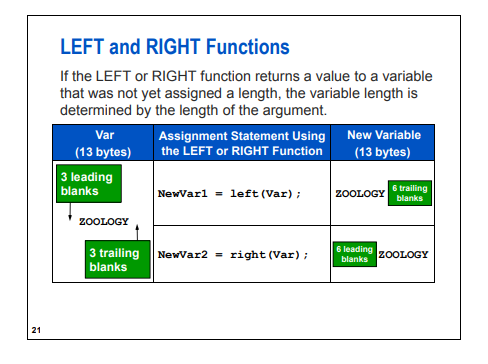 LEFT and RIGHT Functions
If the LEFT or RIGHT function returns a value to a variable
that was not yet assigned a length, the variable length is
determined by the length of the argument.
Var
(13 bytes)
Assignment Statement Using
the LEFT or RIGHT Function
New Variable
(13 bytes)
3 leading
blanks
ZOOLOGY
3 trailing
blanks
NewVar1 = left(Var);
ZOOLOGY
6 trailing
blanks
NewVar2 = right(Var);
6 leading
blanks
ZOOLOGY
21